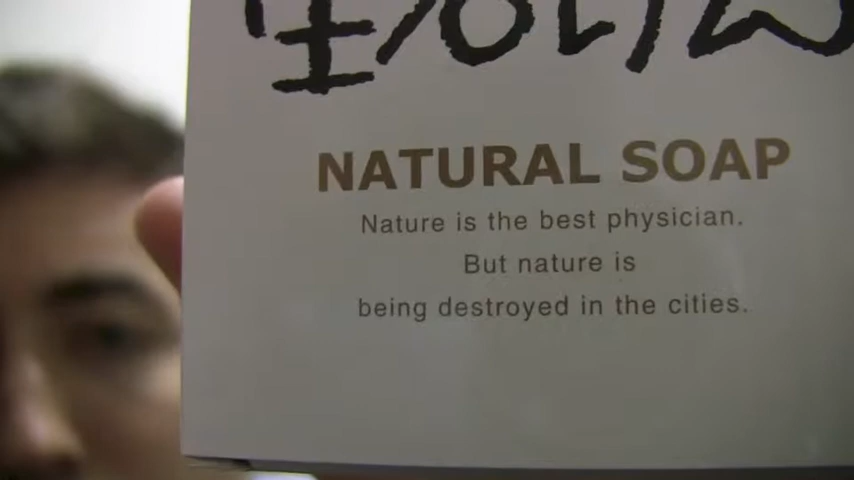 NATURAL SOAP
Nature is the best physician.
But nature is
being destroyed in the cities.